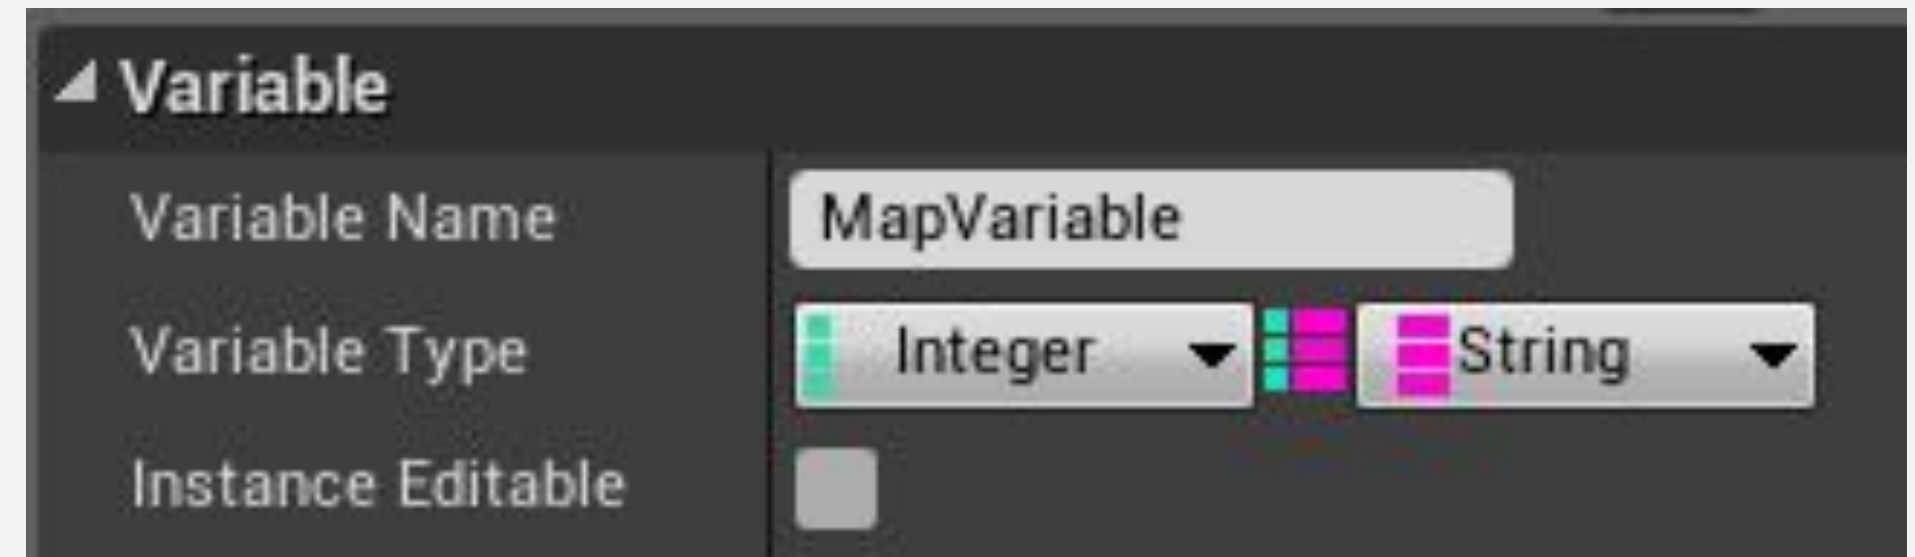 Variable
Variable Name MapVariable
Variable Type Integer String
Instance Editable